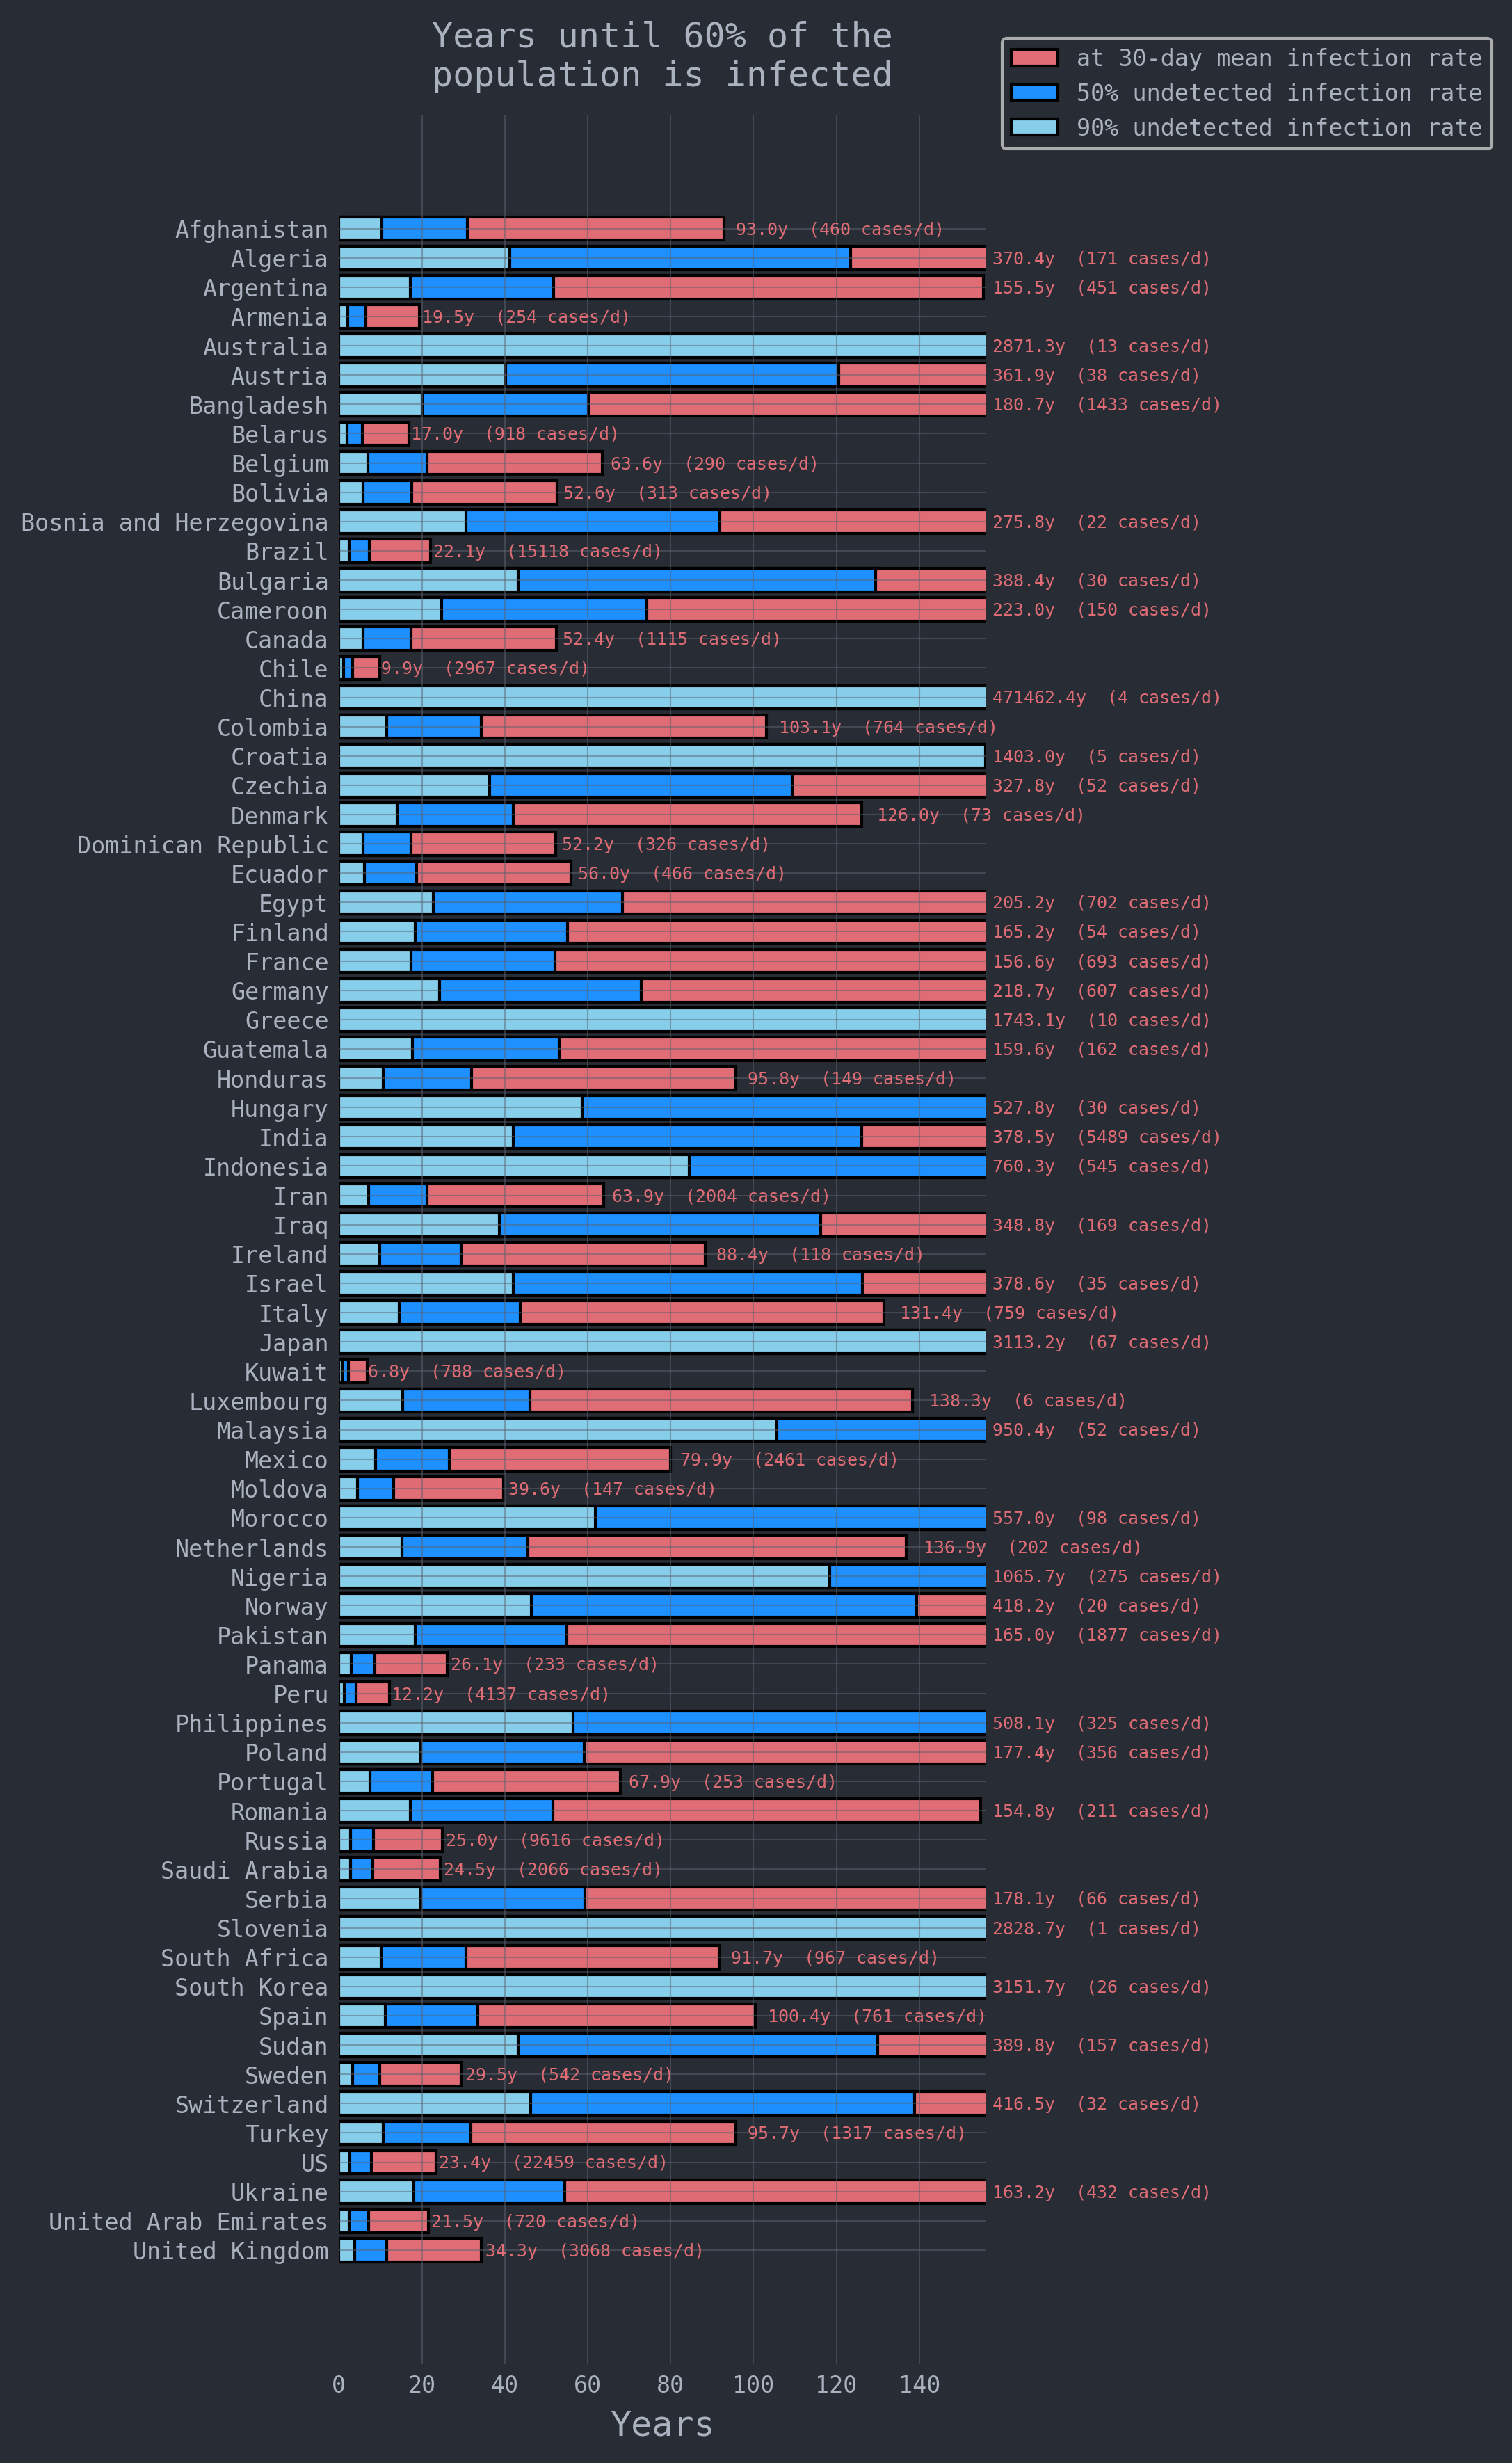 Years until 60% of the
population is infected
at 30-day mean infection rate
50% undetected infection rate
90% undetected infection rate
Afghanistan 93.0y (460 cases/d)
Algeria 370.4y (171 cases/d)
Argentina 155.5y (451 cases/d)
Armenia 19.5y (254 cases/d)
Australia 2871.3y (13 cases/d)
Austria 361.9y (38 cases/d)
Bangladesh 180.7y (1433 cases/d)
Belarus 17.0y (918 cases/d)
Belgium 63.6y (290 cases/d)
Bolivia 52.6y (313 cases/d)
Bosnia and Herzegovina 275.8y (22 cases/d)
Brazil 22.1y (15118 cases/d)
Bulgaria 388.4y (30 cases/d)
Cameroon 223.0y (150 cases/d)
Canada 52.4y (1115 cases/d)
Chile 9.9y (2967 cases/d)
China 471462.4y (4 cases/d)
Colombia 103.1y (764 cases/d)
Croatia 1403.0y (5 cases/d)
Czechia 327.8y (52 cases/d)
Denmark 126.0y (73 cases/d)
Dominican Republic 52.2y (326 cases/d)
Ecuador 56.0y (466 cases/d)
Egypt 205.2y (702 cases/d)
Finland 165.2y (54 cases/d)
France 156.6y (693 cases/d)
Germany 218.7y (607 cases/d)
Greece 1743.1y (10 cases/d)
Guatemala 159.6y (162 cases/d)
Honduras 95.8y (149 cases/d)
Hungary 527.8y (30 cases/d)
India 378.5y (5489 cases/d)
Indonesia 760.3y (545 cases/d)
Iran 63.9y (2004 cases/d)
Iraq 348.8y (169 cases/d)
Ireland 88.4y (118 cases/d)
Israel 378.6y (35 cases/d)
Italy 131.4y (759 cases/d)
Japan 3113.2y (67 cases/d)
Kuwait 6.8y (788 cases/d)
Luxembourg 138.3y (6 cases/d)
Malaysia 950.4y (52 cases/d)
Mexico 79.9y (2461 cases/d)
Moldova 39.6y (147 cases/d)
Morocco 557.0y (98 cases/d)
Netherlands 136.9y (202 cases/d)
Nigeria 1065.7y (275 cases/d)
Norway 418.2y (20 cases/d)
Pakistan 165.0y (1877 cases/d)
Panama 26.1y (233 cases/d)
Peru 12.2y (4137 cases/d)
Philippines 508.1y (325 cases/d)
Poland 177.4y (356 cases/d)
Portugal 67.9y (253 cases/d)
Romania 154.8y (211 cases/d)
Russia 25.0y (9616 cases/d)
Saudi Arabia 24.5y (2066 cases/d)
Serbia 178.1y (66 cases/d)
Slovenia 2828.7y (1 cases/d)
South Africa 91.7y (967 cases/d)
South Korea 3151.7y (26 cases/d)
Spain 100.4y (761 cases/d)
Sudan 389.8y (157 cases/d)
Sweden 29.5y (542 cases/d)
Switzerland 416.5y (32 cases/d)
Turkey 95.7y (1317 cases/d)
US 23.4y (22459 cases/d)
Ukraine 163.2y (432 cases/d)
United Arab Emirates 21.5y (720 cases/d)
United Kingdom 34.3y (3068 cases/d)
0 20 40 60 80 100 120 140
Years